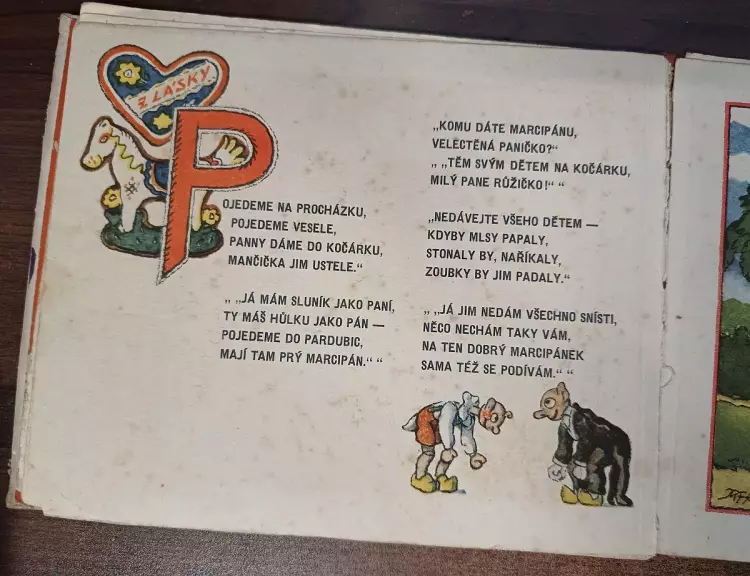 Z LÁSKY
POJEDEME NA PROCHÁZKU,
POJEDEME VESELE,
PANNY DÁME DO KOČÁRKU,
MANČIČKA JIM USTELE.“
„ „JÁ MÁM SLUNÍK JAKO PANÍ,
TY MÁŠ HŮLKU JAKO PÁN —
POJEDEME DO PARDUBIC,
MAJÍ TAM PRÝ MARCIPÁN.“ “
„KOMU DÁTE MARCIPÁNU,
VELECTĚNÁ PANIČKO?“
„ „TĚM SVÝM DĚTEM NA KOČÁRKU,
MILÝ PANE RŮŽIČKO!“ “
„NEDÁVEJTE VŠEHO DĚTEM —
KDYBY MLSY PAPALY,
STONALY BY, NAŘÍKALY,
ZOUBKY BY JIM PADALY.“
„ „JÁ JIM NEDÁM VŠECHNO SNÍSTI,
NĚCO NECHÁM TAKY VÁM,
NA TEN DOBRÝ MARCIPÁNEK
SAMA TÉŽ SE PODÍVÁM.“ “